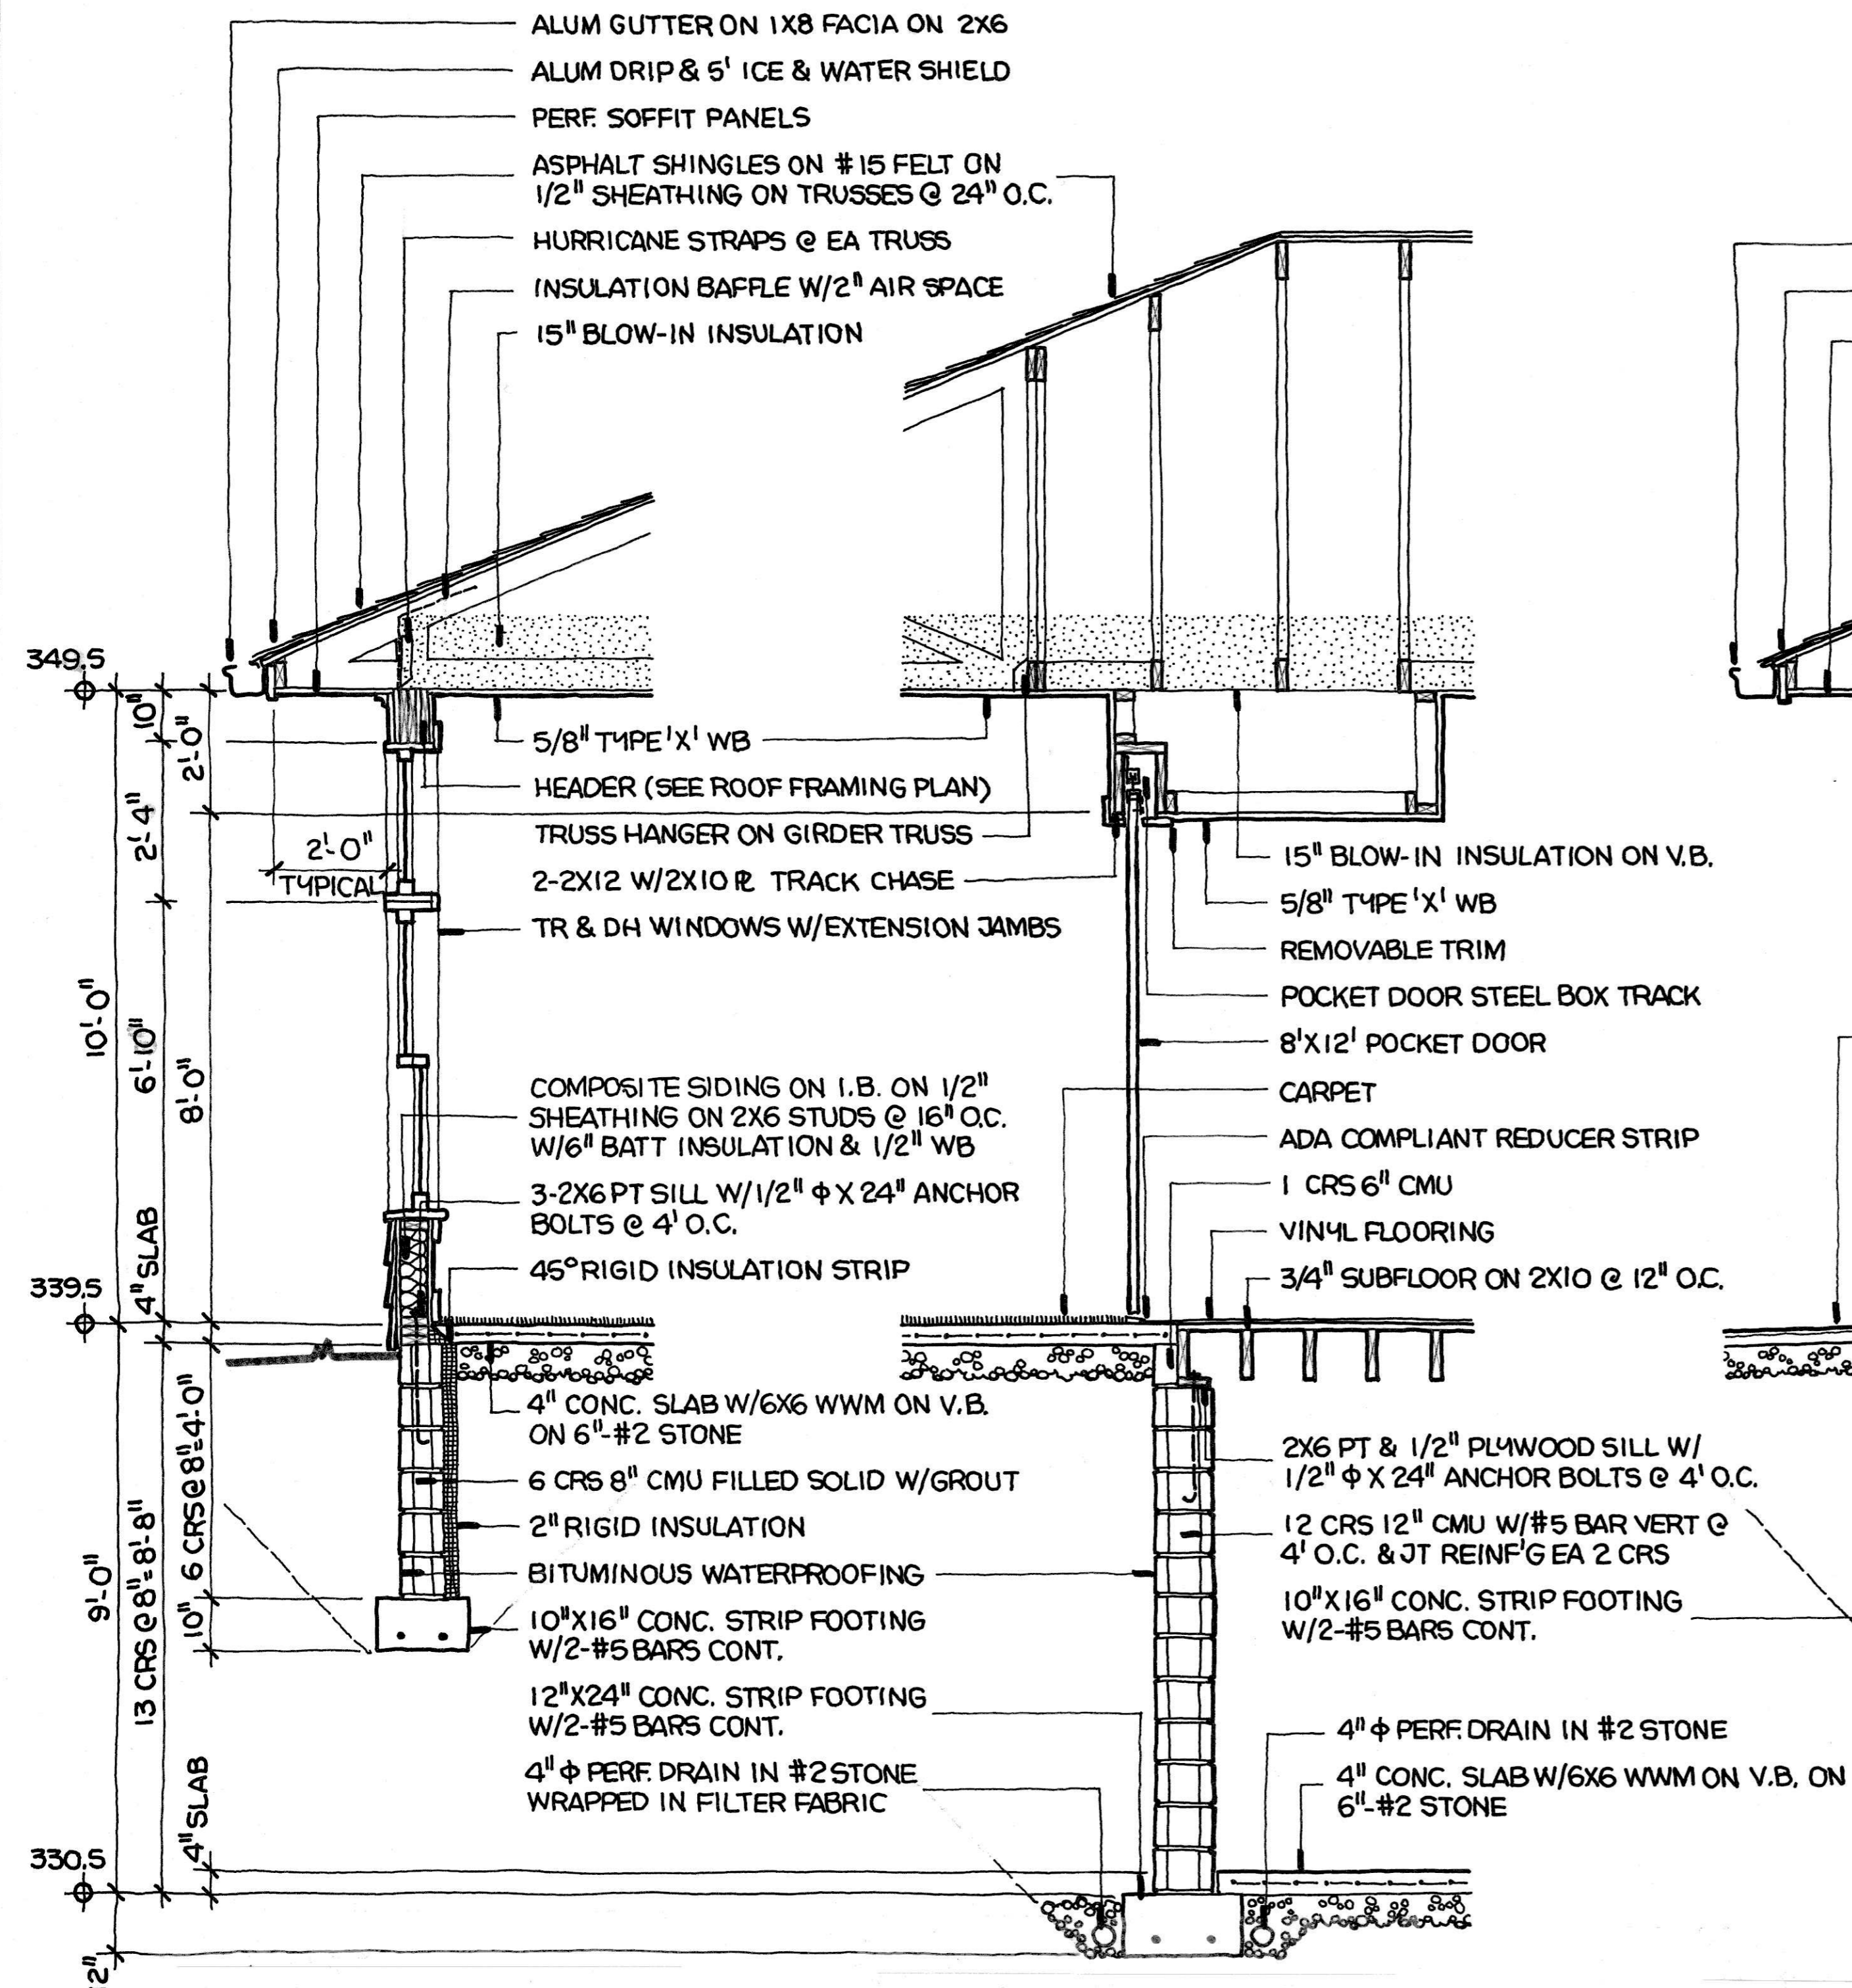 ALUM GUTTER ON 1X8 FACIA ON 2X6
ALUM DRIP & 5' ICE & WATER SHIELD
PERF. SOFFIT PANELS
ASPHALT SHINGLES ON #15 FELT ON
1/2" SHEATHING ON TRUSSES @ 24" O.C.
HURRICANE STRAPS @ EA TRUSS
INSULATION BAFFLE W/2" AIR SPACE
15" BLOW-IN INSULATION
349.5
10"
2'-0"
2'-4"
2'-0"
TYPICAL
10'-0"
6'-10"
8'-0"
4" SLAB
339.5
6 CRS @ 8"=4'-0"
10"
13 CRS @ 8"=8'-8"
9'-0"
4" SLAB
330.5
12"
5/8" TYPE 'X' WB
HEADER (SEE ROOF FRAMING PLAN)
TRUSS HANGER ON GIRDER TRUSS
2-2X12 W/2X10 PL TRACK CHASE
TR & DH WINDOWS W/EXTENSION JAMBS
COMPOSITE SIDING ON I.B. ON 1/2"
SHEATHING ON 2X6 STUDS @ 16" O.C.
W/6" BATT INSULATION & 1/2" WB
3-2X6 PT SILL W/1/2" ϕ X 24" ANCHOR
BOLTS @ 4' O.C.
45° RIGID INSULATION STRIP
4" CONC. SLAB W/6X6 WWM ON V.B.
ON 6"-#2 STONE
6 CRS 8" CMU FILLED SOLID W/GROUT
2" RIGID INSULATION
BITUMINOUS WATERPROOFING
10"X16" CONC. STRIP FOOTING
W/2-#5 BARS CONT.
12"X24" CONC. STRIP FOOTING
W/2-#5 BARS CONT.
4" ϕ PERF. DRAIN IN #2 STONE
WRAPPED IN FILTER FABRIC
15" BLOW-IN INSULATION ON V.B.
5/8" TYPE 'X' WB
REMOVABLE TRIM
POCKET DOOR STEEL BOX TRACK
8'X12' POCKET DOOR
CARPET
ADA COMPLIANT REDUCER STRIP
1 CRS 6" CMU
VINYL FLOORING
3/4" SUBFLOOR ON 2X10 @ 12" O.C.
2X6 PT & 1/2" PLYWOOD SILL W/
1/2" ϕ X 24" ANCHOR BOLTS @ 4' O.C.
12 CRS 12" CMU W/#5 BAR VERT @
4' O.C. & JT REINF'G EA 2 CRS
10"X16" CONC. STRIP FOOTING
W/2-#5 BARS CONT.
4" ϕ PERF. DRAIN IN #2 STONE
4" CONC. SLAB W/6X6 WWM ON V.B. ON
6"-#2 STONE